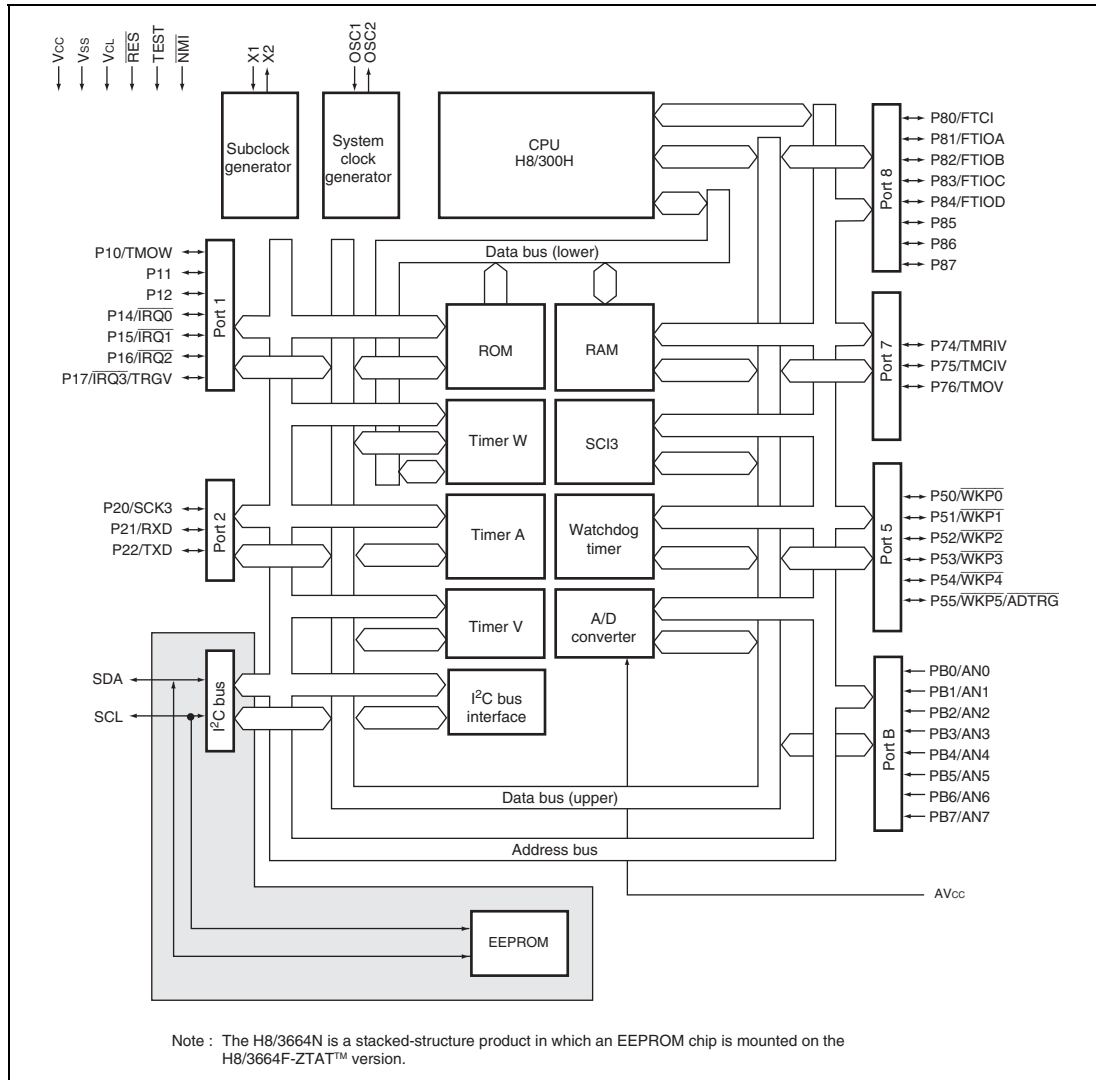 VCC
VSS
VCL
RES
TEST
NMI
X1
X2
OSC1
OSC2
Subclock
generator
System
clock
generator
CPU
H8/300H
Port 8
P80/FTCI
P81/FTIOA
P82/FTIOB
P83/FTIOC
P84/FTIOD
P85
P86
P87
Data bus (lower)
P10/TMOW
P11
P12
P14/IRQ0
P15/IRQ1
P16/IRQ2
P17/IRQ3/TRGV
Port 1
ROM
RAM
Port 7
P74/TMRIV
P75/TMCIV
P76/TMOV
Timer W
SCI3
P20/SCK3
P21/RXD
P22/TXD
Port 2
Timer A
Watchdog
timer
Port 5
P50/WKP0
P51/WKP1
P52/WKP2
P53/WKP3
P54/WKP4
P55/WKP5/ADTRG
Timer V
A/D
converter
SDA
SCL
I2C bus
I2C bus
interface
Port B
PB0/AN0
PB1/AN1
PB2/AN2
PB3/AN3
PB4/AN4
PB5/AN5
PB6/AN6
PB7/AN7
Data bus (upper)
Address bus
AVCC
EEPROM
Note : The H8/3664N is a stacked-structure product in which an EEPROM chip is mounted on the
H8/3664F-ZTAT™ version.